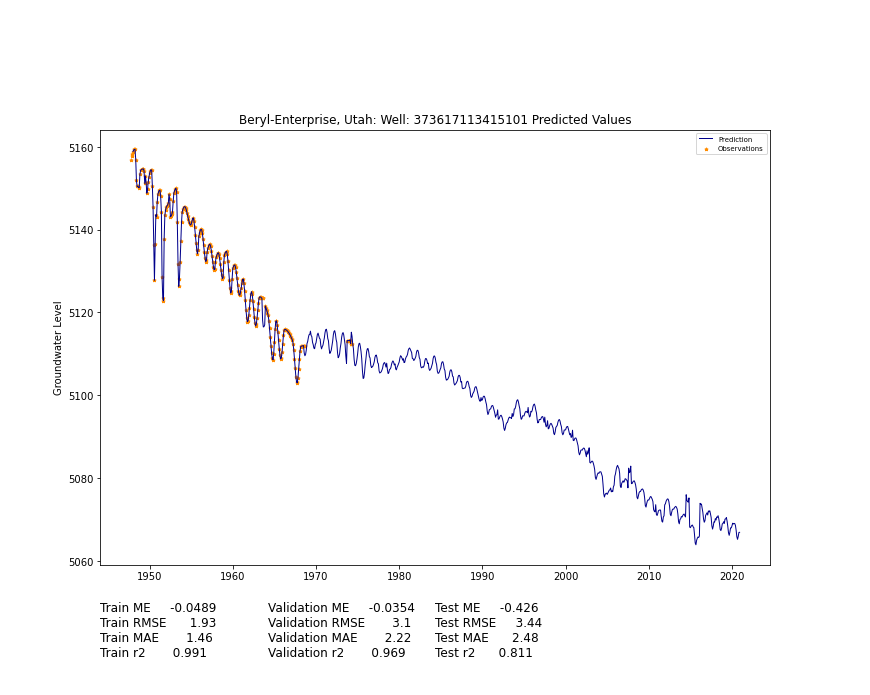 Beryl-Enterprise, Utah: Well: 373617113415101 Predicted Values
Prediction
Observations
Groundwater Level
5160
5140
5120
5100
5080
5060
1950 1960 1970 1980 1990 2000 2010 2020
Train ME -0.0489 Validation ME -0.0354 Test ME -0.426
Train RMSE 1.93 Validation RMSE 3.1 Test RMSE 3.44
Train MAE 1.46 Validation MAE 2.22 Test MAE 2.48
Train r2 0.991 Validation r2 0.969 Test r2 0.811